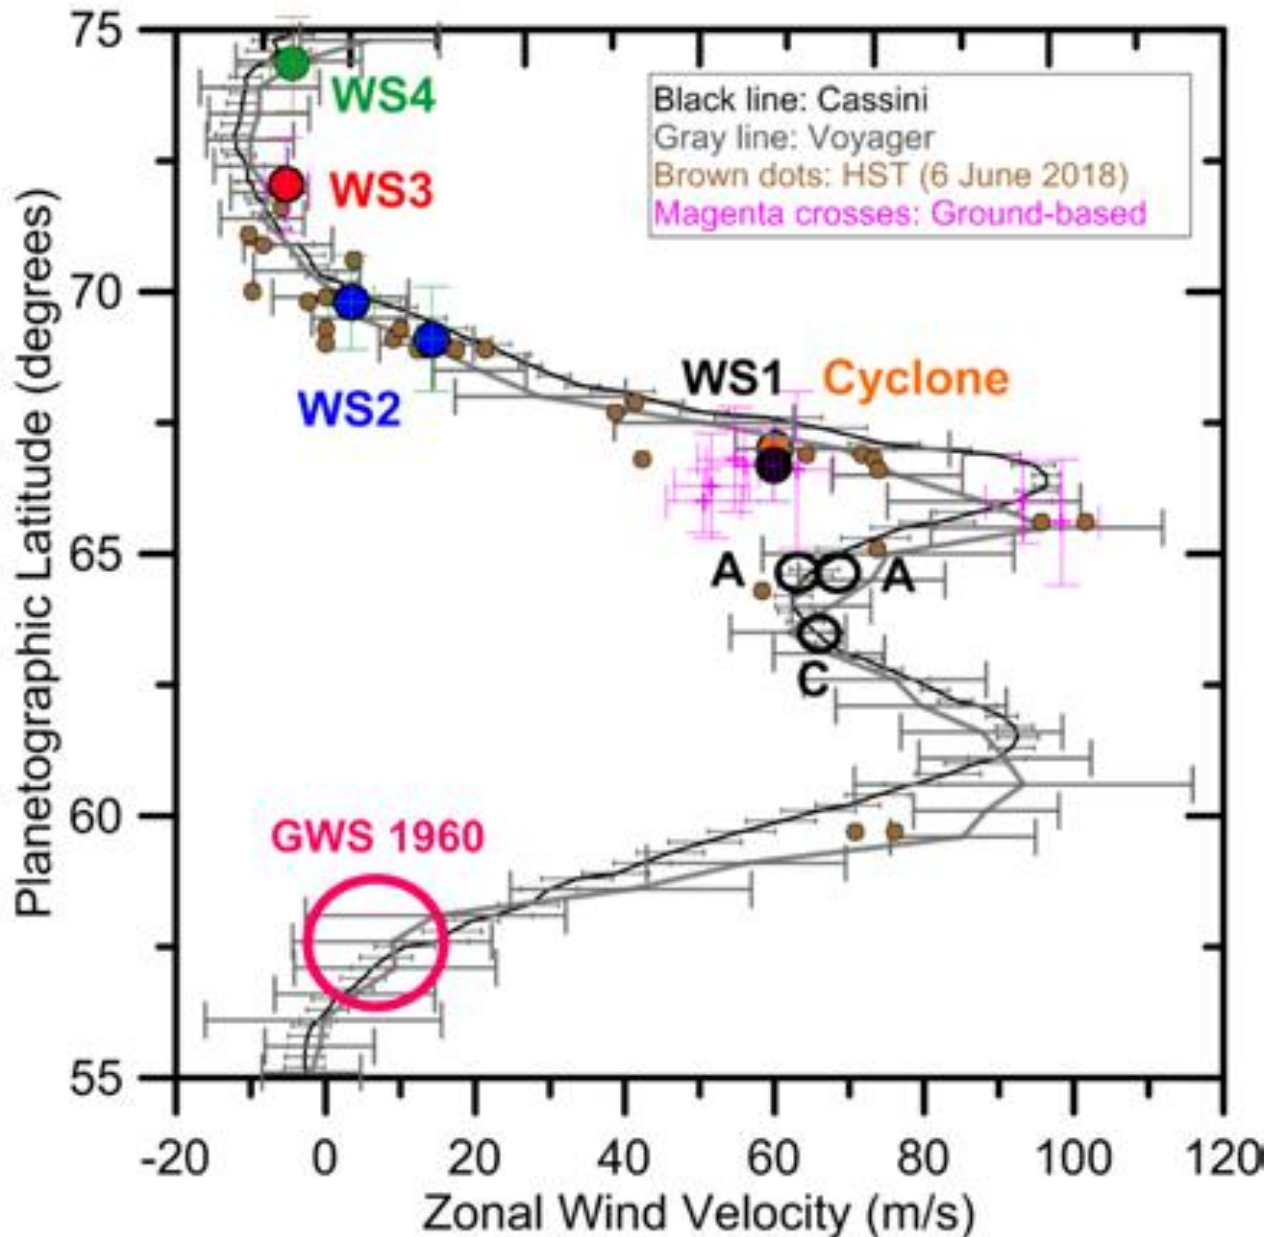 75
70
65
60
55
Planetographic Latitude (degrees)
WS4
WS3
Black line: Cassini
Gray line: Voyager
Brown dots: HST (6 June 2018)
Magenta crosses: Ground-based
WS1 Cyclone
WS2
A A
C
GWS 1960
-20 0 20 40 60 80 100 120
Zonal Wind Velocity (m/s)